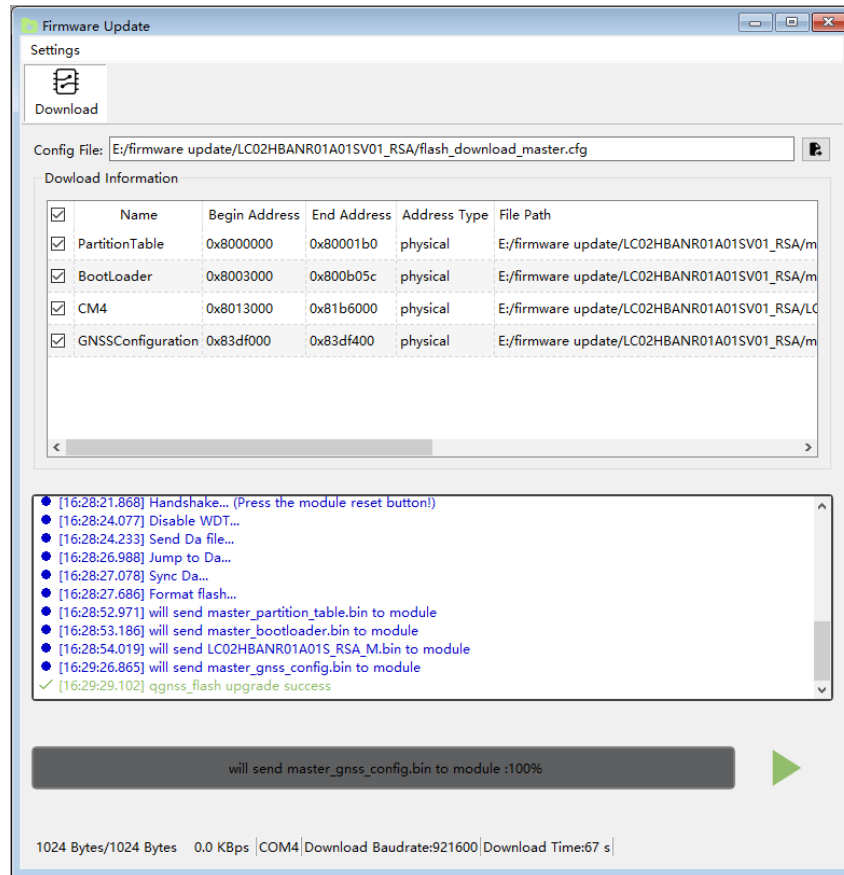 Firmware Update
Settings
Download
Config File: E:/firmware update/LC02HBANR01A01SV01_RSA/flash_download_master.cfg
Dowload Information
Name Begin Address End Address Address Type File Path
PartitionTable 0x8000000 0x80001b0 physical E:/firmware update/LC02HBANR01A01SV01_RSA/m
BootLoader 0x8003000 0x800b05c physical E:/firmware update/LC02HBANR01A01SV01_RSA/m
CM4 0x8013000 0x81b6000 physical E:/firmware update/LC02HBANR01A01SV01_RSA/LC
GNSSConfiguration 0x83df000 0x83df400 physical E:/firmware update/LC02HBANR01A01SV01_RSA/m
[16:28:21.868] Handshake... (Press the module reset button!)
[16:28:24.077] Disable WDT...
[16:28:24.233] Send Da file...
[16:28:26.988] Jump to Da...
[16:28:27.078] Sync Da...
[16:28:27.686] Format flash...
[16:28:52.971] will send master_partition_table.bin to module
[16:28:53.186] will send master_bootloader.bin to module
[16:28:54.019] will send LC02HBANR01A01S_RSA_M.bin to module
[16:29:26.865] will send master_gnss_config.bin to module
[16:29:29.102] qgnss_flash upgrade success
will send master_gnss_config.bin to module :100%
1024 Bytes/1024 Bytes 0.0 KBps COM4 Download Baudrate:921600 Download Time:67 s